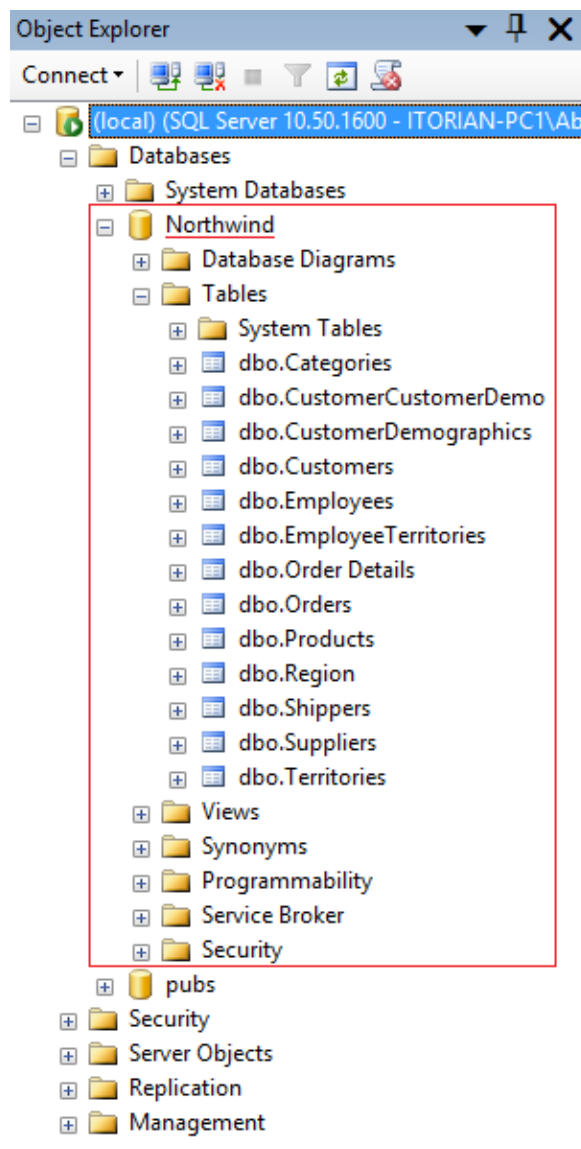 Object Explorer
Connect
(local) (SQL Server 10.50.1600 - ITORIAN-PC1\Ab
Databases
System Databases
Northwind
Database Diagrams
Tables
System Tables
dbo.Categories
dbo.CustomerCustomerDemo
dbo.CustomerDemographics
dbo.Customers
dbo.Employees
dbo.EmployeeTerritories
dbo.Order Details
dbo.Orders
dbo.Products
dbo.Region
dbo.Shippers
dbo.Suppliers
dbo.Territories
Views
Synonyms
Programmability
Service Broker
Security
pubs
Security
Server Objects
Replication
Management